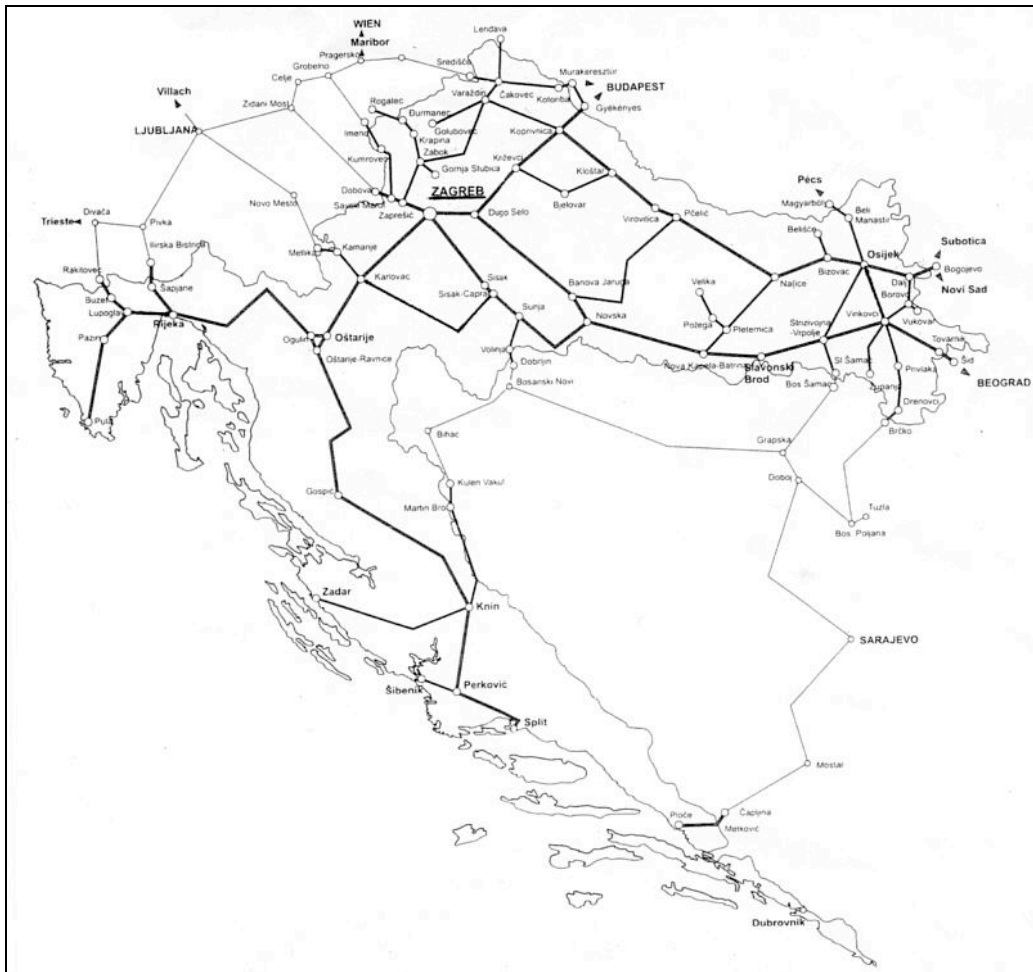 WIEN
Maribor
Lendava
Pragersko
Središće
Murakeresztúr
Grobelno
BUDAPEST
Celje
Villach
Varaždin
Čakovec
Kotoriba
Gyékényes
Zidani Most
Rogatec
Đurmanec
Golubovec
LJUBLJANA
Imeno
Krapina
Koprivnica
Zabok
Kumrovec
Križevci
Gornja Stubica
Kloštar
Pécs
Dobova
ZAGREB
Savski Marof
Magyarboly
Beli
Manastir
Novo Mesto
Zaprešić
Dugo Selo
Bjelovar
Virovitica
Pčelić
Divača
Trieste
Pivka
Belišće
Osijek
Subotica
Ilirska Bistrica
Metlika
Kamanje
Bizovac
Bogojevo
Rakitovec
Šapjane
Karlovac
Sisak
Banova Jaruga
Velika
Našice
Dalj
Novi Sad
Buzet
Sisak-Caprag
Borovo
Lupoglav
Sunja
Novska
Vinkovci
Rijeka
Požega
Pleternica
Strizivojna
-Vrpolje
Vukovar
Pazin
Ogulin
Oštarije
Tovarnik
Volinja
Oštarije-Ravnice
Dobrljin
Nova Kapela-Batrina
Slavonski
Brod
Sl Šamac
Privlaka
Šid
Bosanski Novi
Bos Šamac
Županja
BEOGRAD
Drenovci
Pula
Bihać
Brčko
Grapska
Doboj
Kulen Vakuf
Gospić
Martin Brod
Tuzla
Bos Poljana
Zadar
Knin
SARAJEVO
Šibenik
Perković
Split
Mostar
Čapljina
Ploče
Metković
Dubrovnik